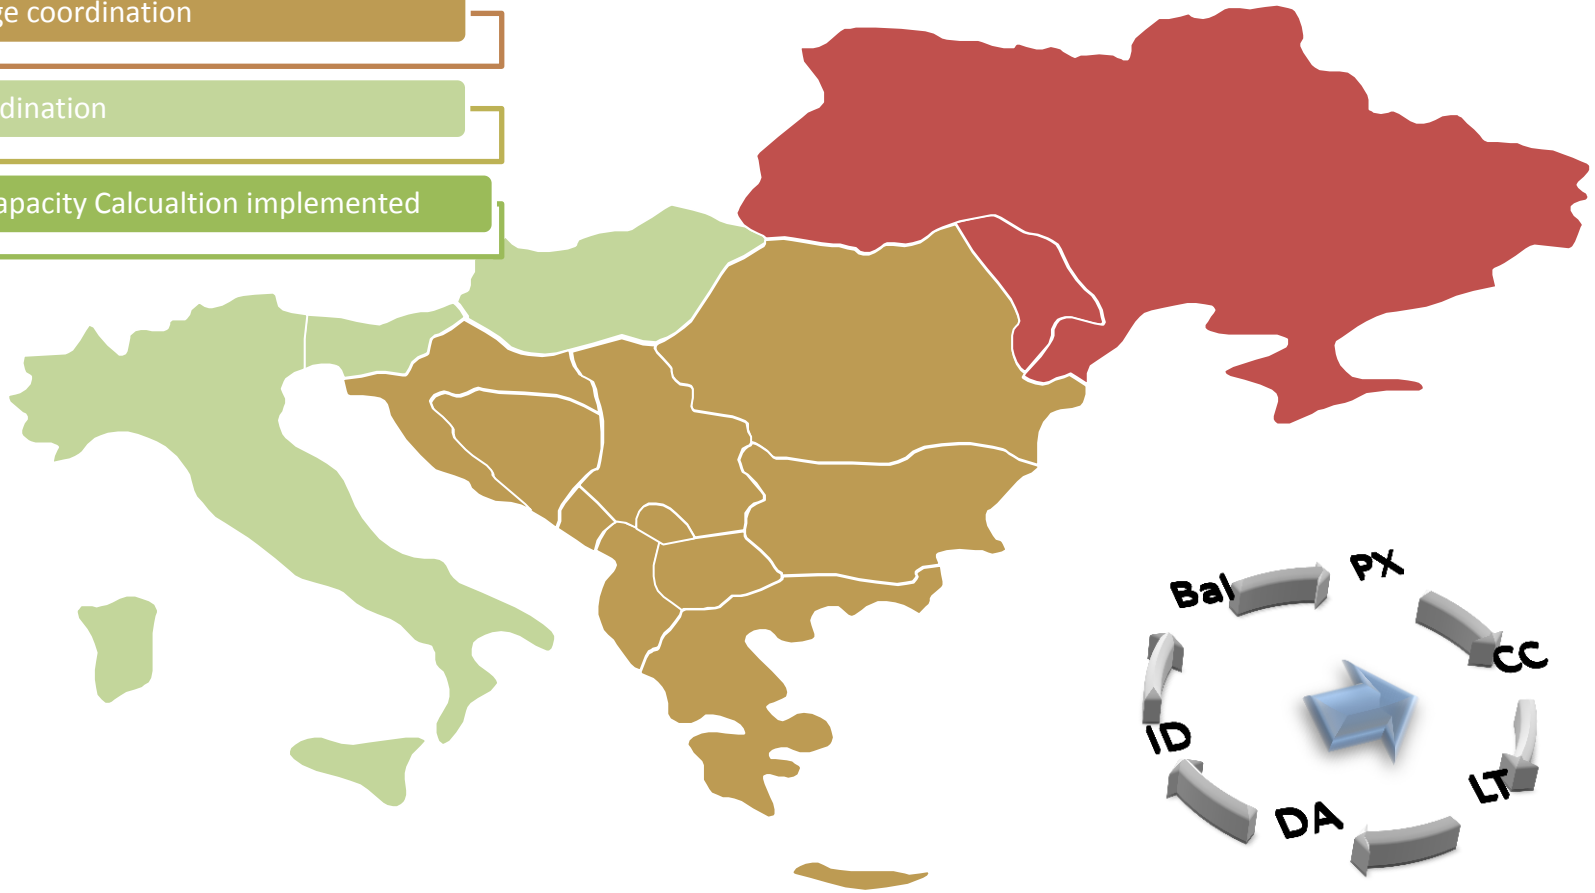 ge coordination
dination
apacity Calcualtion implemented
Bal
PX
CC
ID
LT
DA